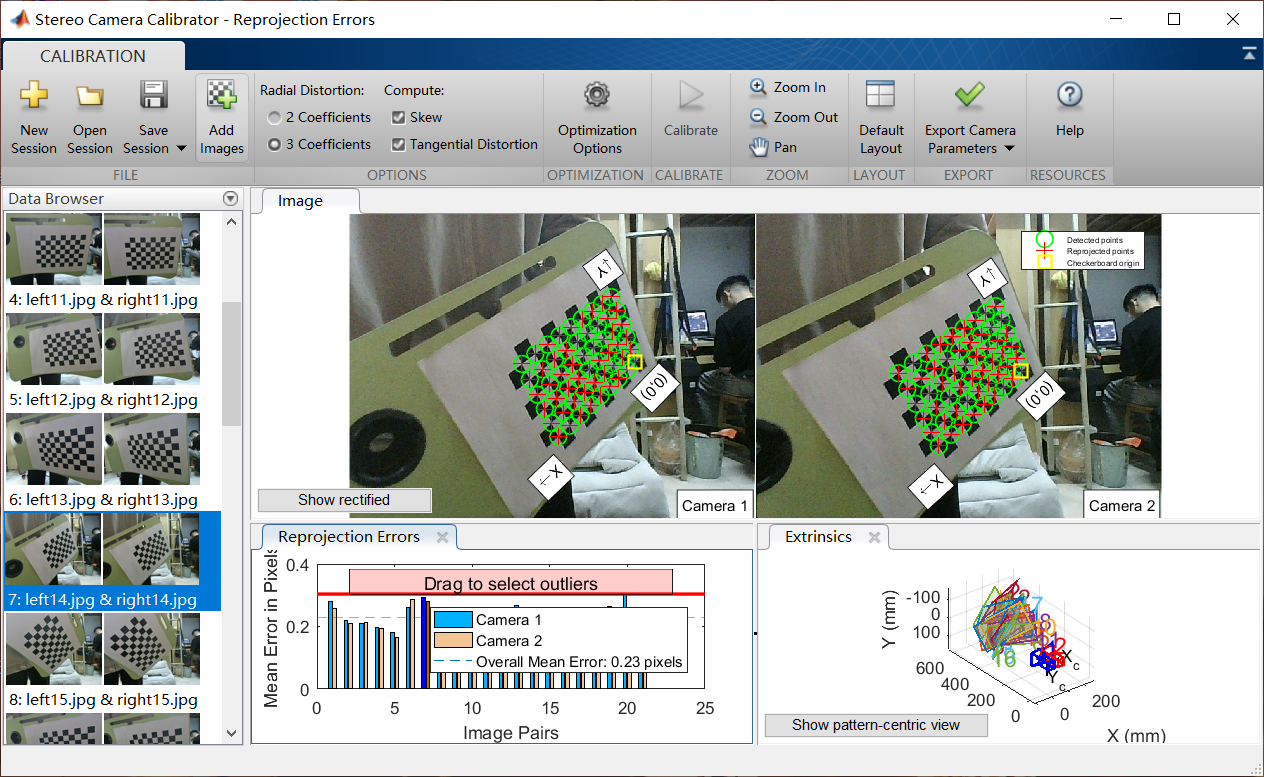 Stereo Camera Calibrator - Reprojection Errors
CALIBRATION
New
Session
Open
Session
Save
Session
Add
Images
FILE
Radial Distortion:
2 Coefficients
3 Coefficients
Compute:
Skew
Tangential Distortion
OPTIONS
Optimization
Options
OPTIMIZATION
Calibrate
CALIBRATE
Zoom In
Zoom Out
Pan
ZOOM
Default
Layout
LAYOUT
Export Camera
Parameters
EXPORT
Help
RESOURCES
Data Browser
4: left11.jpg & right11.jpg
5: left12.jpg & right12.jpg
6: left13.jpg & right13.jpg
7: left14.jpg & right14.jpg
8: left15.jpg & right15.jpg
Image
Y→
(0,0)
X→
Show rectified
Camera 1
Y→
(0,0)
X→
Detected points
Reprojected points
Checkerboard origin
Camera 2
Reprojection Errors
Mean Error in Pixels
0.4
0.2
0
Drag to select outliers
Camera 1
Camera 2
Overall Mean Error: 0.23 pixels
0 5 10 15 20 25
Image Pairs
Extrinsics
Y (mm)
-100
0
100
600
400
200
0
0
200
X (mm)
Xc
Yc
16
Show pattern-centric view